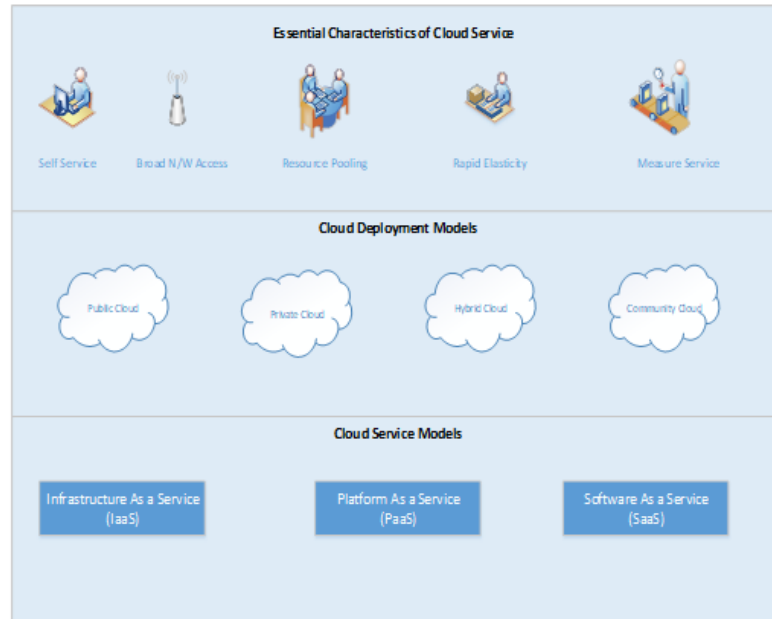 Essential Characteristics of Cloud Service
Self Service
Broad N/W Access
Resource Pooling
Rapid Elasticity
Measure Service
Cloud Deployment Models
Public Cloud
Private Cloud
Hybrid Cloud
Community Cloud
Cloud Service Models
Infrastructure As a Service
(IaaS)
Platform As a Service
(PaaS)
Software As a Service
(SaaS)